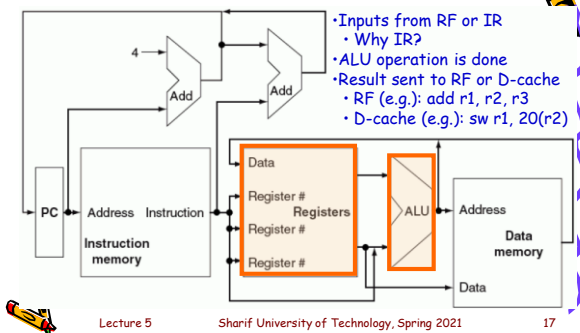 •Inputs from RF or IR
• Why IR?
•ALU operation is done
•Result sent to RF or D-cache
• RF (e.g.): add r1, r2, r3
• D-cache (e.g.): sw r1, 20(r2)
4
Add
Add
PC
Address Instruction
Instruction
memory
Data
Register #
Registers
Register #
Register #
ALU
Address
Data
memory
Data
Lecture 5
Sharif University of Technology, Spring 2021
17